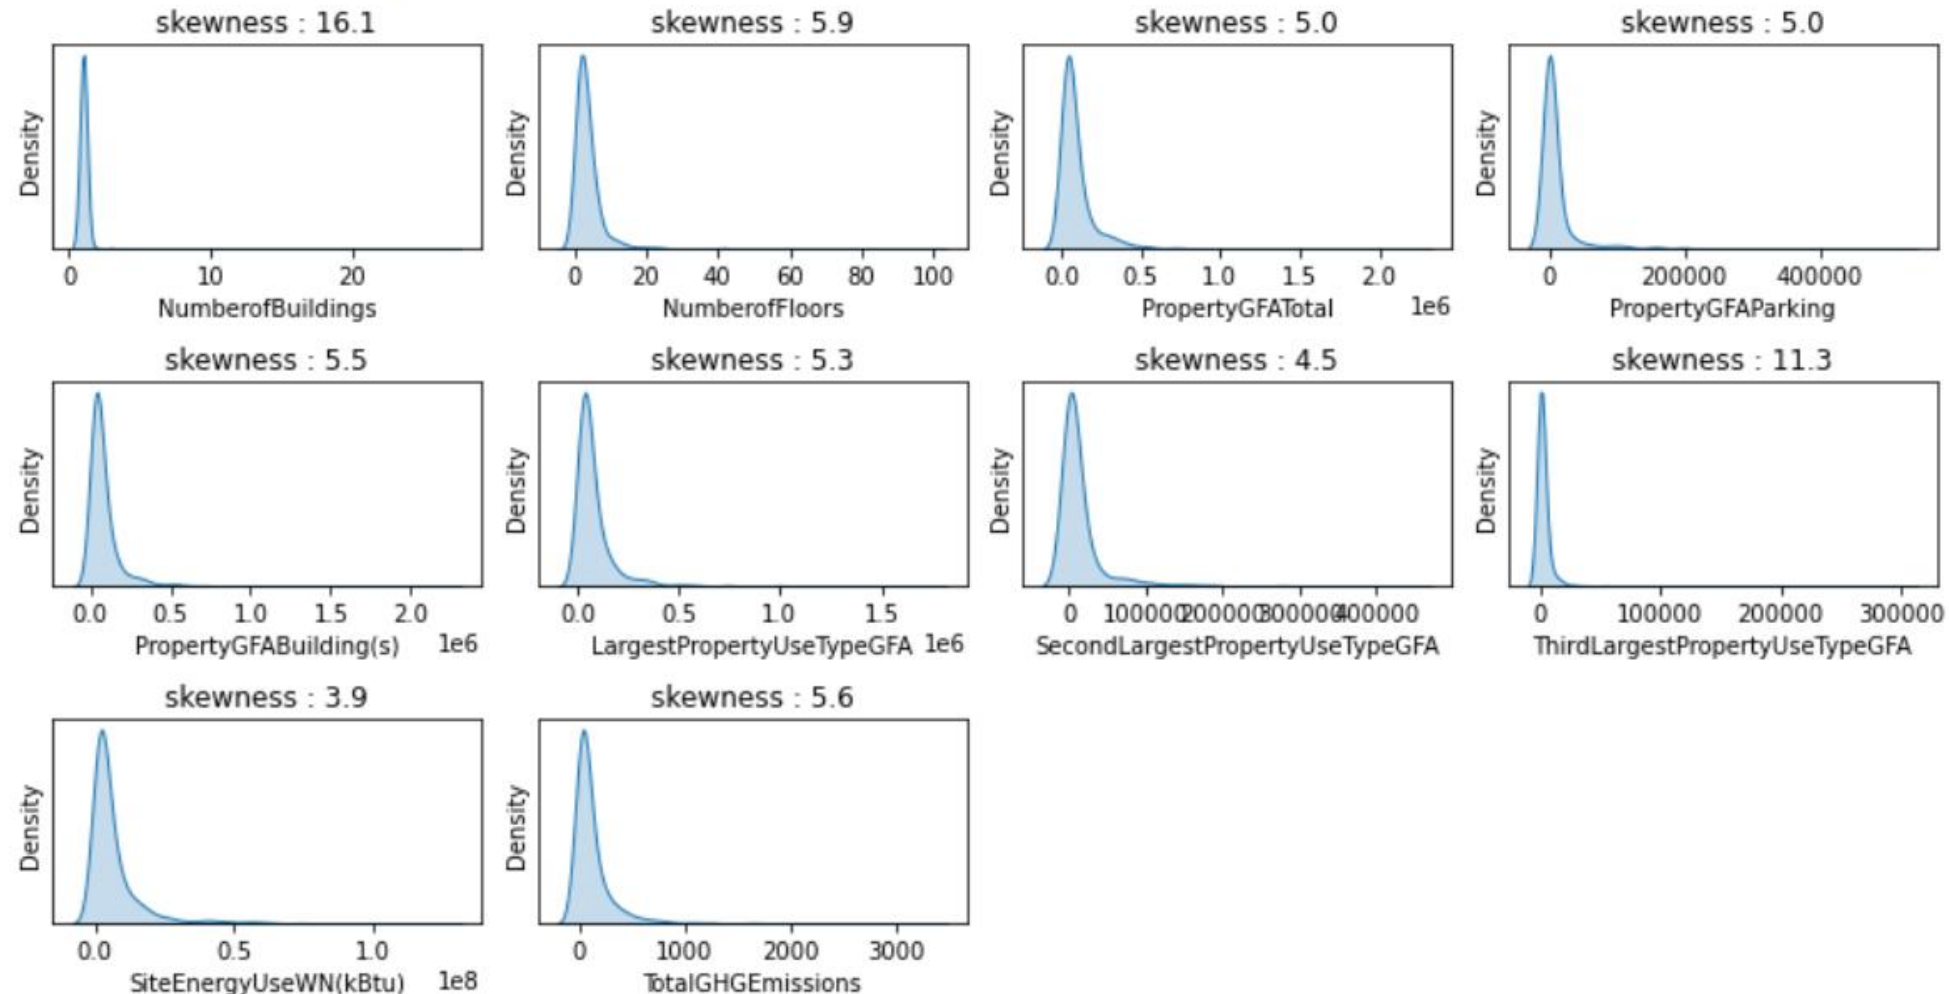 skewness : 16.1
skewness : 5.9
skewness : 5.0
skewness : 5.0
Density
Density
Density
Density
0 10 20
0 20 40 60 80 100
0.0 0.5 1.0 1.5 2.0
0 200000 400000
NumberofBuildings
NumberofFloors
PropertyGFATotal 1e6
PropertyGFAParking
skewness : 5.5
skewness : 5.3
skewness : 4.5
skewness : 11.3
Density
Density
Density
Density
0.0 0.5 1.0 1.5 2.0
0.0 0.5 1.0 1.5
0 100000 200000 300000 400000
0 100000 200000 300000
PropertyGFABuilding(s) 1e6
LargestPropertyUseTypeGFA 1e6
SecondLargestPropertyUseTypeGFA
ThirdLargestPropertyUseTypeGFA
skewness : 3.9
skewness : 5.6
Density
Density
0.0 0.5 1.0
0 1000 2000 3000
SiteEnergyUseWN(kBtu) 1e8
TotalGHGEmissions